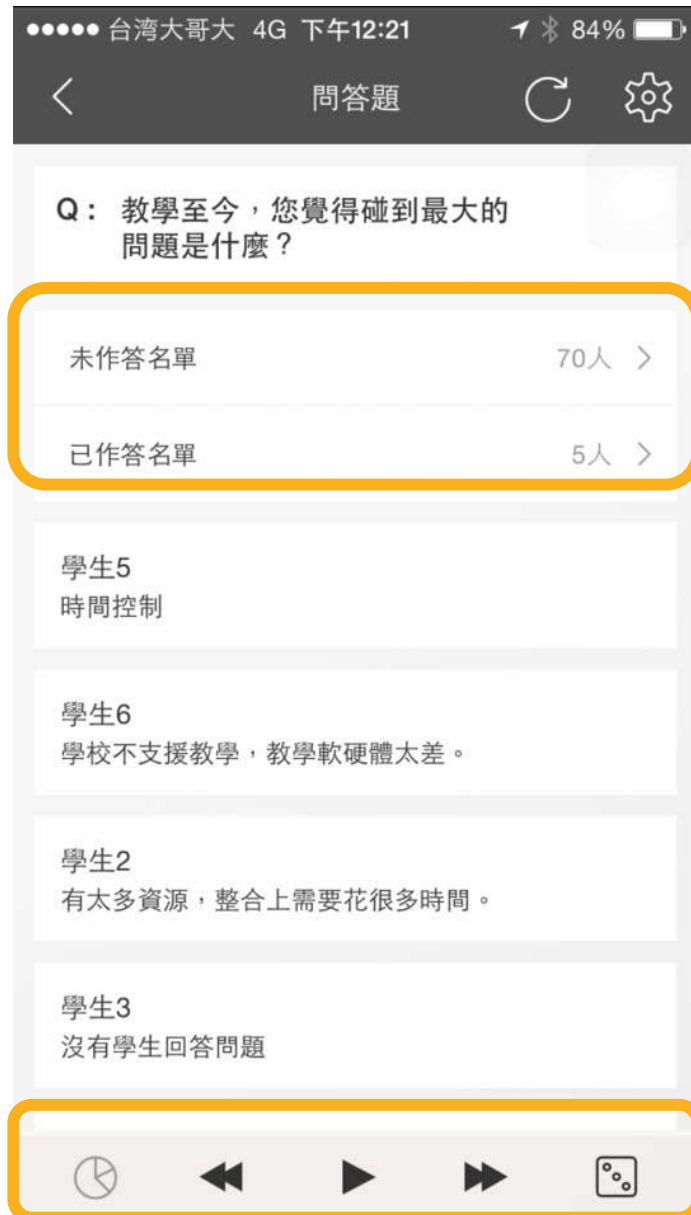 台湾大哥大 4G 下午12:21 84%
問答題
Q： 教學至今，您覺得碰到最大的
問題是什麼？
未作答名單 70人
已作答名單 5人
學生5
時間控制
學生6
學校不支援教學，教學軟硬體太差。
學生2
有太多資源，整合上需要花很多時間。
學生3
沒有學生回答問題